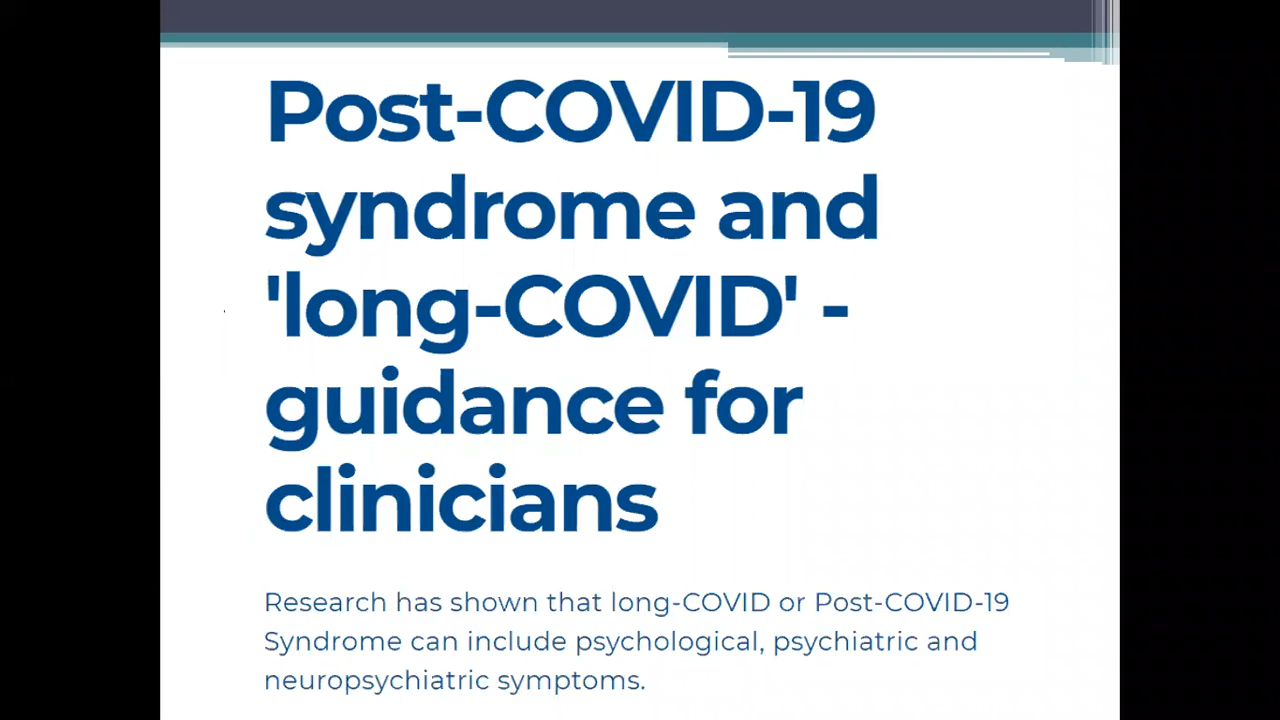 Post-COVID-19
syndrome and
'long-COVID' -
guidance for
clinicians
Research has shown that long-COVID or Post-COVID-19
Syndrome can include psychological, psychiatric and
neuropsychiatric symptoms.